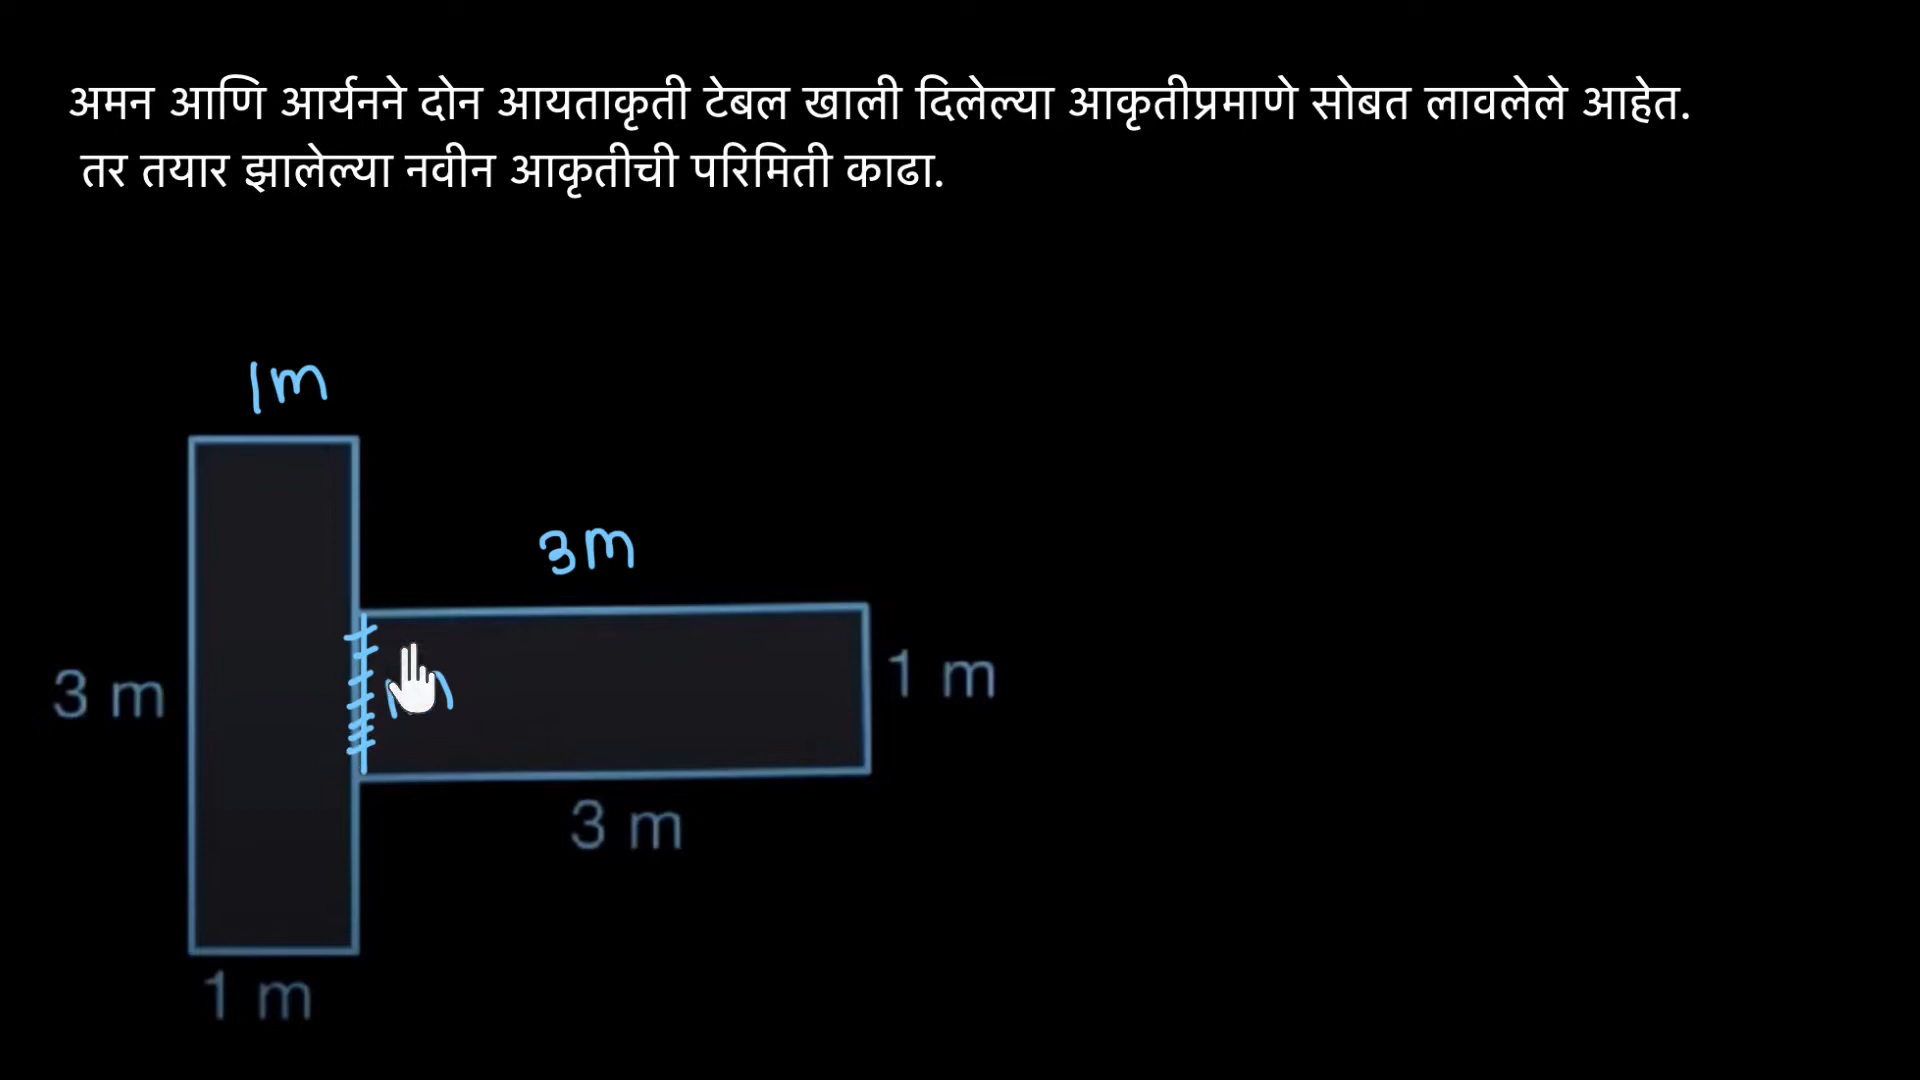 अमन आणि आर्यनने दोन आयताकृती टेबल खाली दिलेल्या आकृतीप्रमाणे सोबत लावलेले आहेत.
तर तयार झालेल्या नवीन आकृतीची परिमिती काढा.
1m
3m
3 m
1 m
3 m
1 m